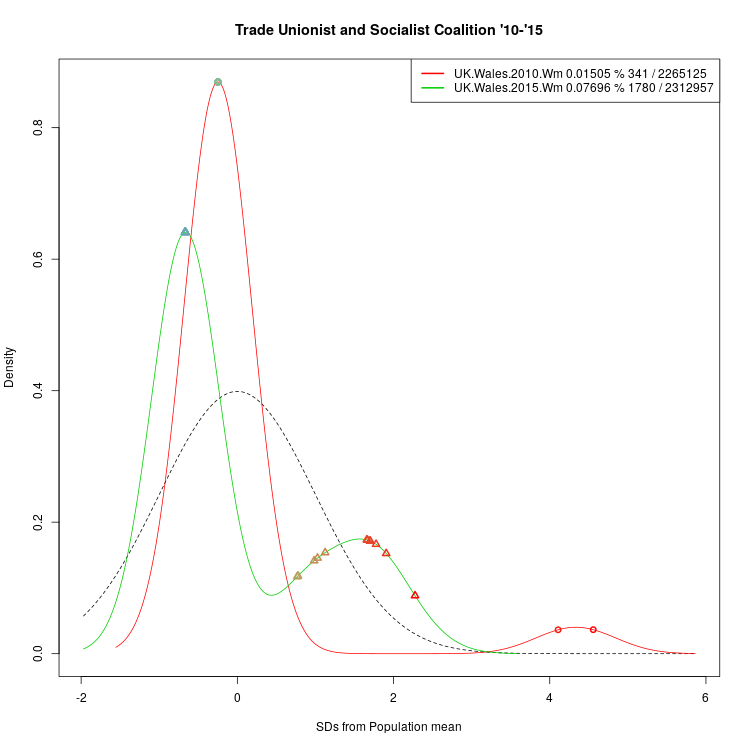 Trade Unionist and Socialist Coalition '10-'15
UK.Wales.2010.Wm 0.01505 % 341 / 2265125
UK.Wales.2015.Wm 0.07696 % 1780 / 2312957
Density
0.8
0.6
0.4
0.2
0.0
-2 0 2 4 6
SDs from Population mean